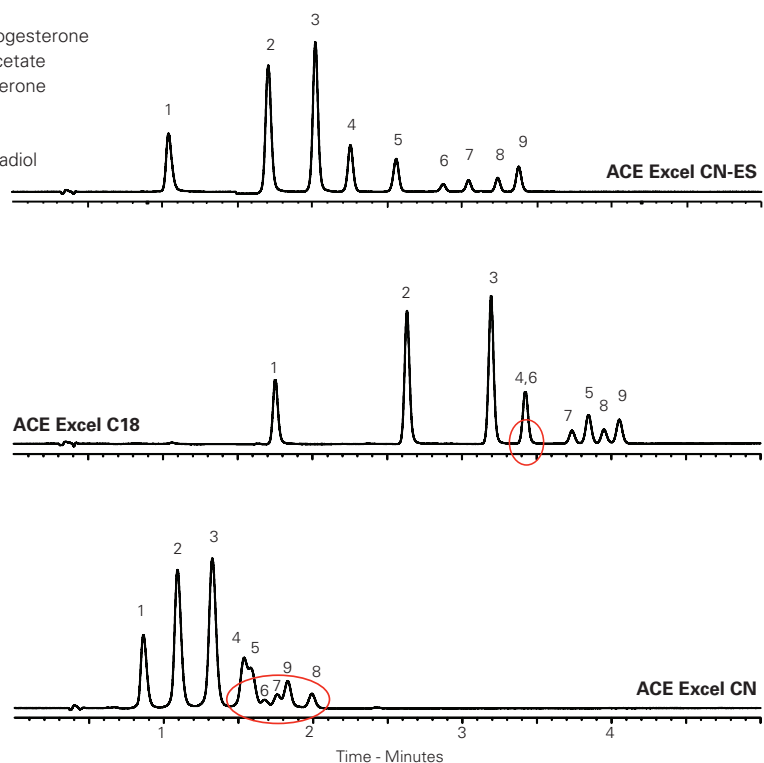 ogesterone
cetate
erone
adiol
1
2
3
4
5
6
7
8
9
ACE Excel CN-ES
1
2
3
4,6
7
5
8
9
ACE Excel C18
1
2
3
4
5
6
7
9
8
ACE Excel CN
1 2 3 4
Time - Minutes